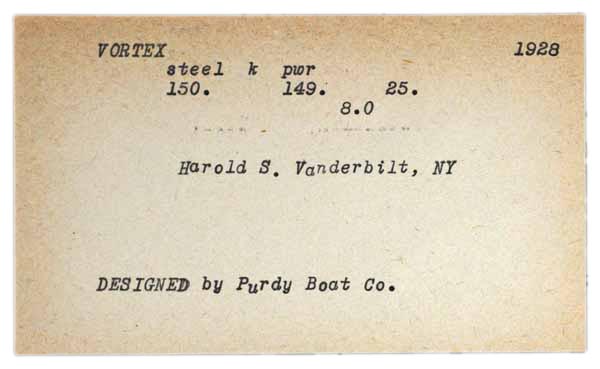 VORTEX 1928
steel k pwr
150. 149. 25.
8.0
Harold S. Vanderbilt, NY
DESIGNED by Purdy Boat Co.